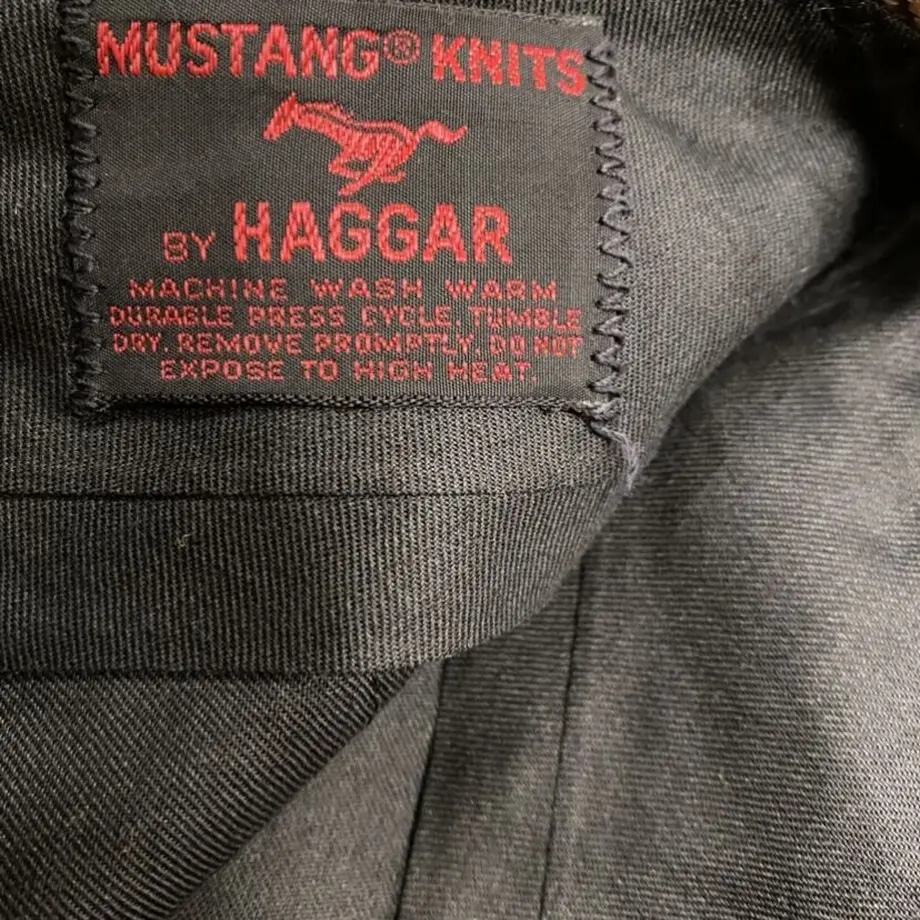 MUSTANG® KNITS
BY HAGGAR
MACHINE WASH WARM
DURABLE PRESS CYCLE. TUMBLE
DRY. REMOVE PROMPTLY. DO NOT
EXPOSE TO HIGH HEAT.